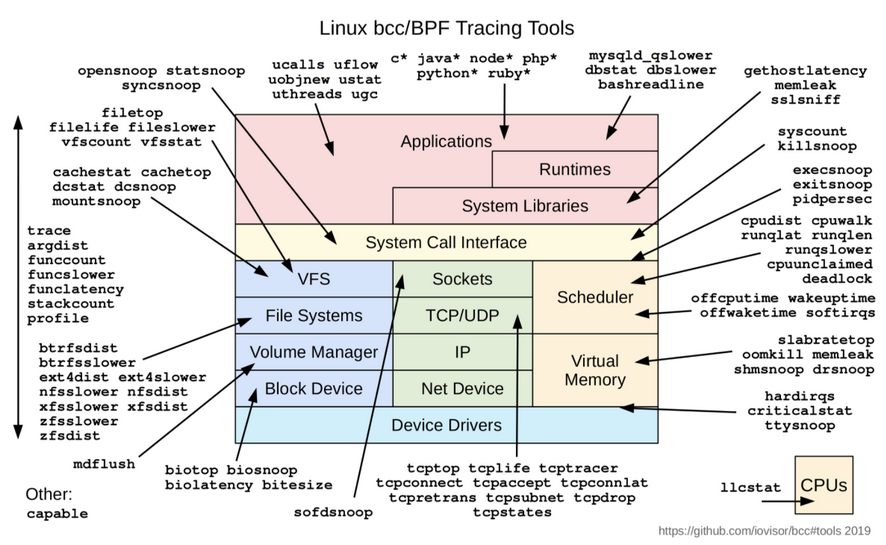 Linux bcc/BPF Tracing Tools
opensnoop statsnoop
syncsnoop
ucalls uflow
uobjnew ustat
uthreads ugc
c* java* node* php*
python* ruby*
mysqld_qslower
dbstat dbslower
bashreadline
gethostlatency
memleak
sslsniff
filetop
filelife fileslower
vfscount vfsstat
syscount
killsnoop
cachestat cachetop
dcstat dcsnoop
mountsnoop
execsnoop
exitsnoop
pidpersec
trace
argdist
funccount
funcslower
funclatency
stackcount
profile
cpudist cpuwalk
runqlat runqlen
runqslower
cpuunclaimed
deadlock
offcputime wakeuptime
offwaketime softirqs
btrfsdist
btrfsslower
ext4dist ext4slower
nfsslower nfsdist
xfsslower xfsdist
zfsslower
zfsdist
slabratetop
oomkill memleak
shmsnoop drsnoop
hardirqs
criticalstat
ttysnoop
Applications
Runtimes
System Libraries
System Call Interface
VFS
Sockets
Scheduler
File Systems
TCP/UDP
Volume Manager
IP
Virtual
Memory
Block Device
Net Device
Device Drivers
mdflush
biotop biosnoop
biolatency bitesize
sofdsnoop
tcptop tcplife tcptracer
tcpconnect tcpaccept tcpconnlat
tcpretrans tcpsubnet tcpdrop
tcpstates
llcstat
CPUs
Other:
capable
https://github.com/iovisor/bcc#tools 2019